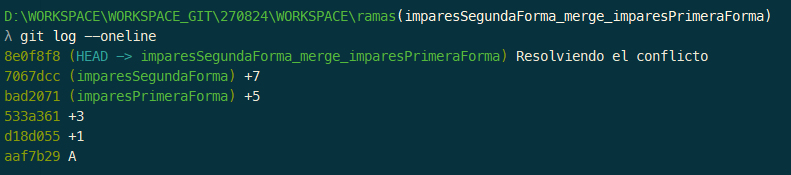 D:\WORKSPACE\WORKSPACE_GIT\270824\WORKSPACE\ramas(imparesSegundaForma_merge_imparesPrimeraForma)
λ git log --oneline
8e0f8f8 (HEAD -> imparesSegundaForma_merge_imparesPrimeraForma) Resolviendo el conflicto
7067dcc (imparesSegundaForma) +7
bad2071 (imparesPrimeraForma) +5
533a361 +3
d18d055 +1
aaf7b29 A